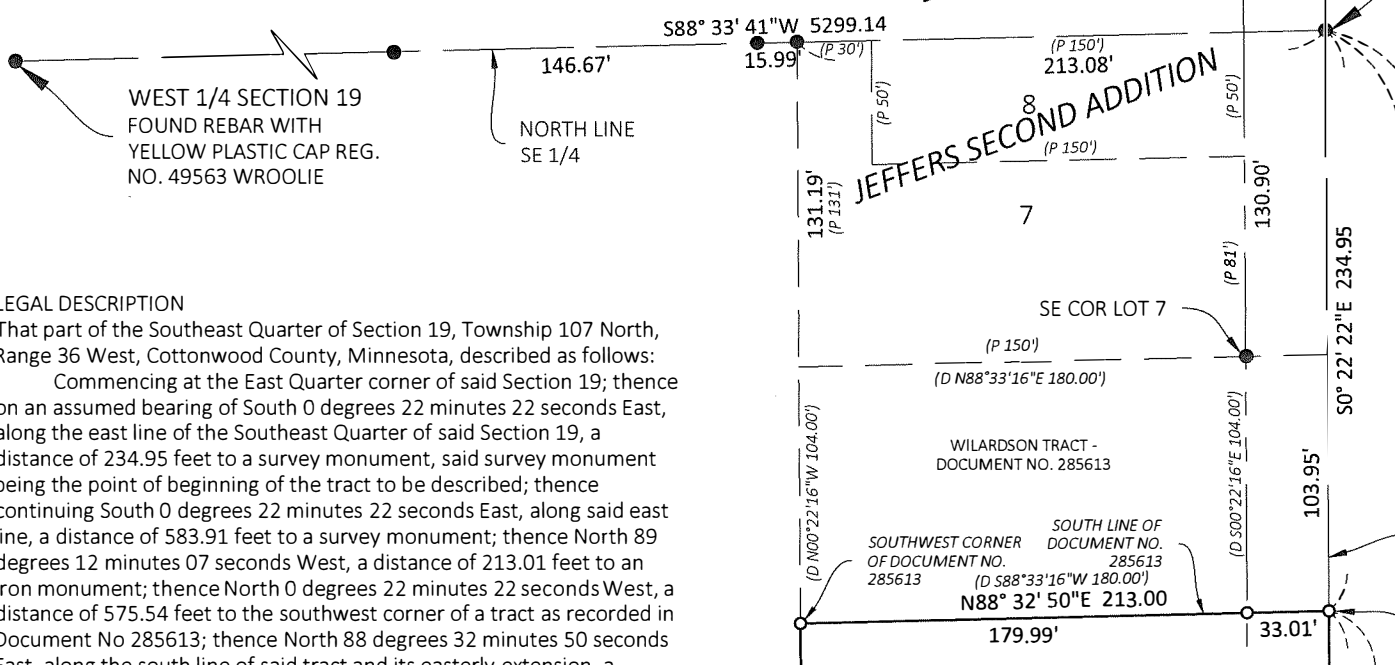 S88° 33' 41"W 5299.14
146.67'
15.99'
(P 30')
(P 150')
213.08'
WEST 1/4 SECTION 19
FOUND REBAR WITH
YELLOW PLASTIC CAP REG.
NO. 49563 WROOLIE
NORTH LINE
SE 1/4
(P 50')
8
(P 50')
JEFFERS SECOND ADDITION
(P 150')
131.19'
(P 131')
7
130.90'
(P 81')
S0° 22' 22"E 234.95
SE COR LOT 7
(P 150')
(D N88°33'16"E 180.00')
LEGAL DESCRIPTION
That part of the Southeast Quarter of Section 19, Township 107 North,
Range 36 West, Cottonwood County, Minnesota, described as follows:
Commencing at the East Quarter corner of said Section 19; thence
on an assumed bearing of South 0 degrees 22 minutes 22 seconds East,
along the east line of the Southeast Quarter of said Section 19, a
distance of 234.95 feet to a survey monument, said survey monument
being the point of beginning of the tract to be described; thence
continuing South 0 degrees 22 minutes 22 seconds East, along said east
line, a distance of 583.91 feet to a survey monument; thence North 89
degrees 12 minutes 07 seconds West, a distance of 213.01 feet to an
iron monument; thence North 0 degrees 22 minutes 22 seconds West, a
distance of 575.54 feet to the southwest corner of a tract as recorded in
Document No 285613; thence North 88 degrees 32 minutes 50 seconds
East, along the south line of said tract and its easterly extension, a
(D N00°22'16"W 104.00')
WILARDSON TRACT -
DOCUMENT NO. 285613
(D S00°22'16"E 104.00')
103.95'
SOUTHWEST CORNER
OF DOCUMENT NO.
285613
SOUTH LINE OF
DOCUMENT NO.
285613
(D S88°33'16"W 180.00')
N88° 32' 50"E 213.00
179.99'
33.01'